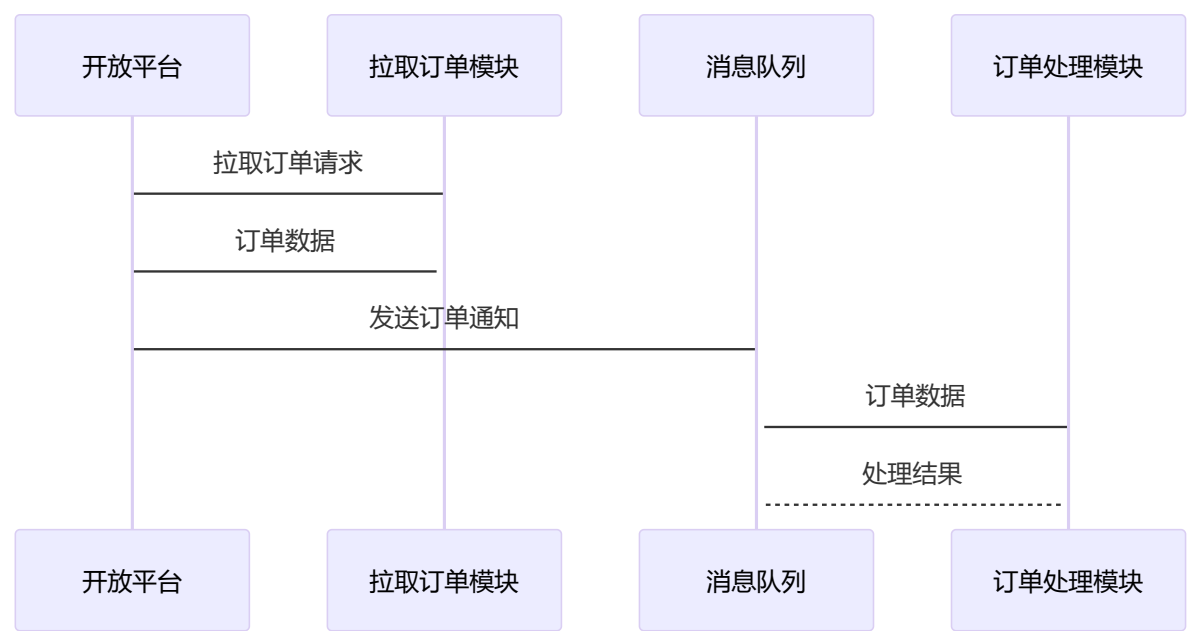 开放平台
拉取订单模块
消息队列
订单处理模块
拉取订单请求
订单数据
发送订单通知
订单数据
处理结果
开放平台
拉取订单模块
消息队列
订单处理模块